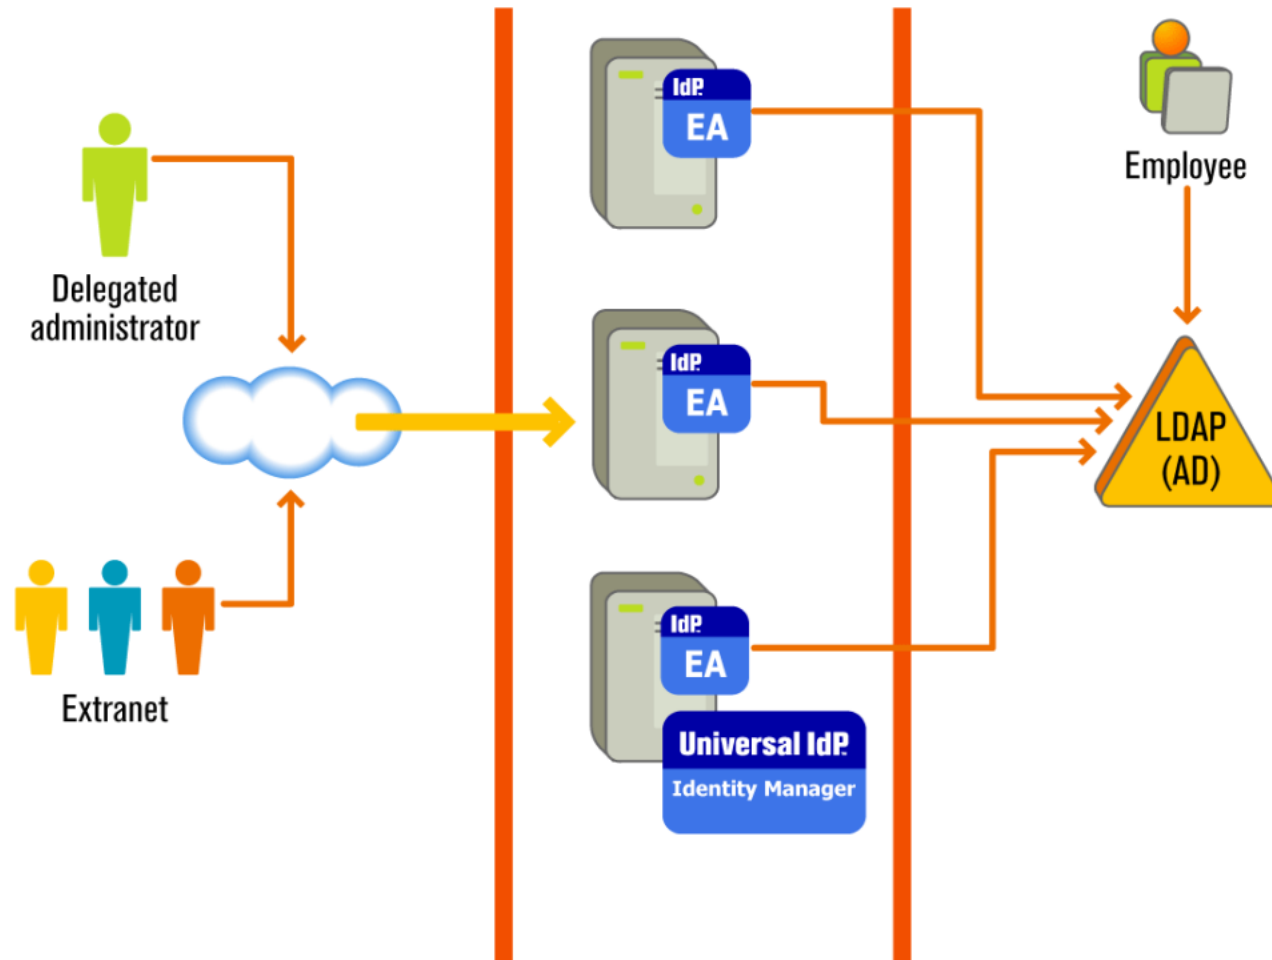 IdP.
EA
Employee
Delegated
administrator
IdP.
EA
LDAP
(AD)
IdP.
EA
Extranet
Universal IdP.
Identity Manager